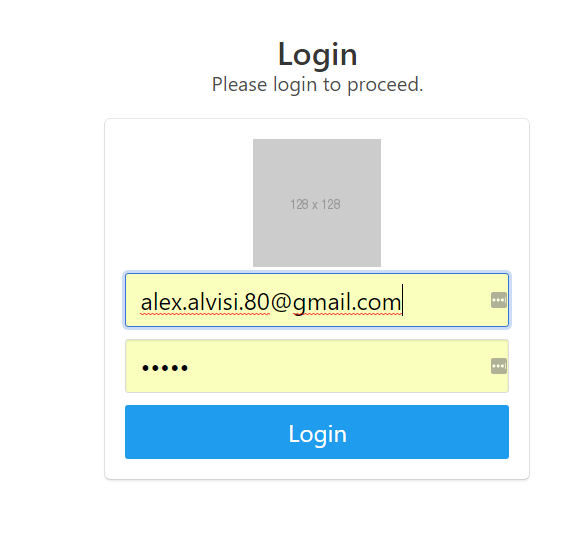 Login
Please login to proceed.
128 x 128
alex.alvisi.80@gmail.com
•••••
Login